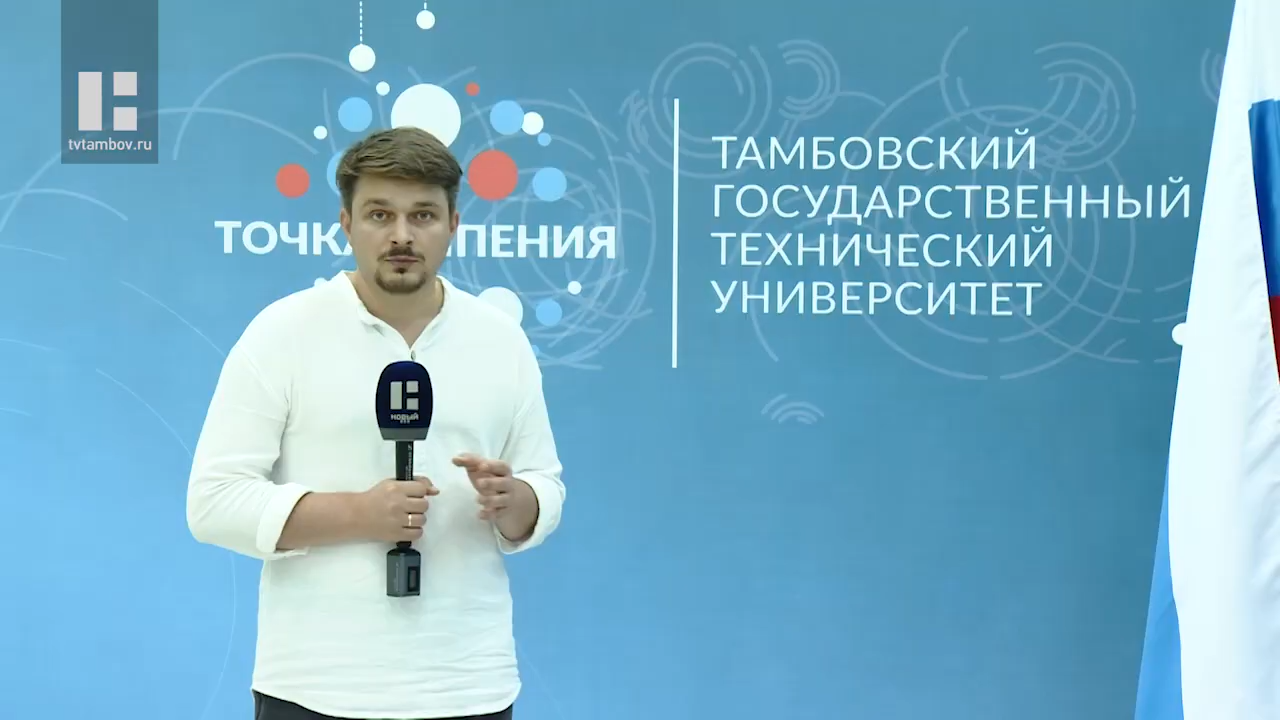 tvtambov.ru
ТОЧКА ПЕНИЯ
ТАМБОВСКИЙ
ГОСУДАРСТВЕННЫЙ
ТЕХНИЧЕСКИЙ
УНИВЕРСИТЕТ
НОВЫЙ